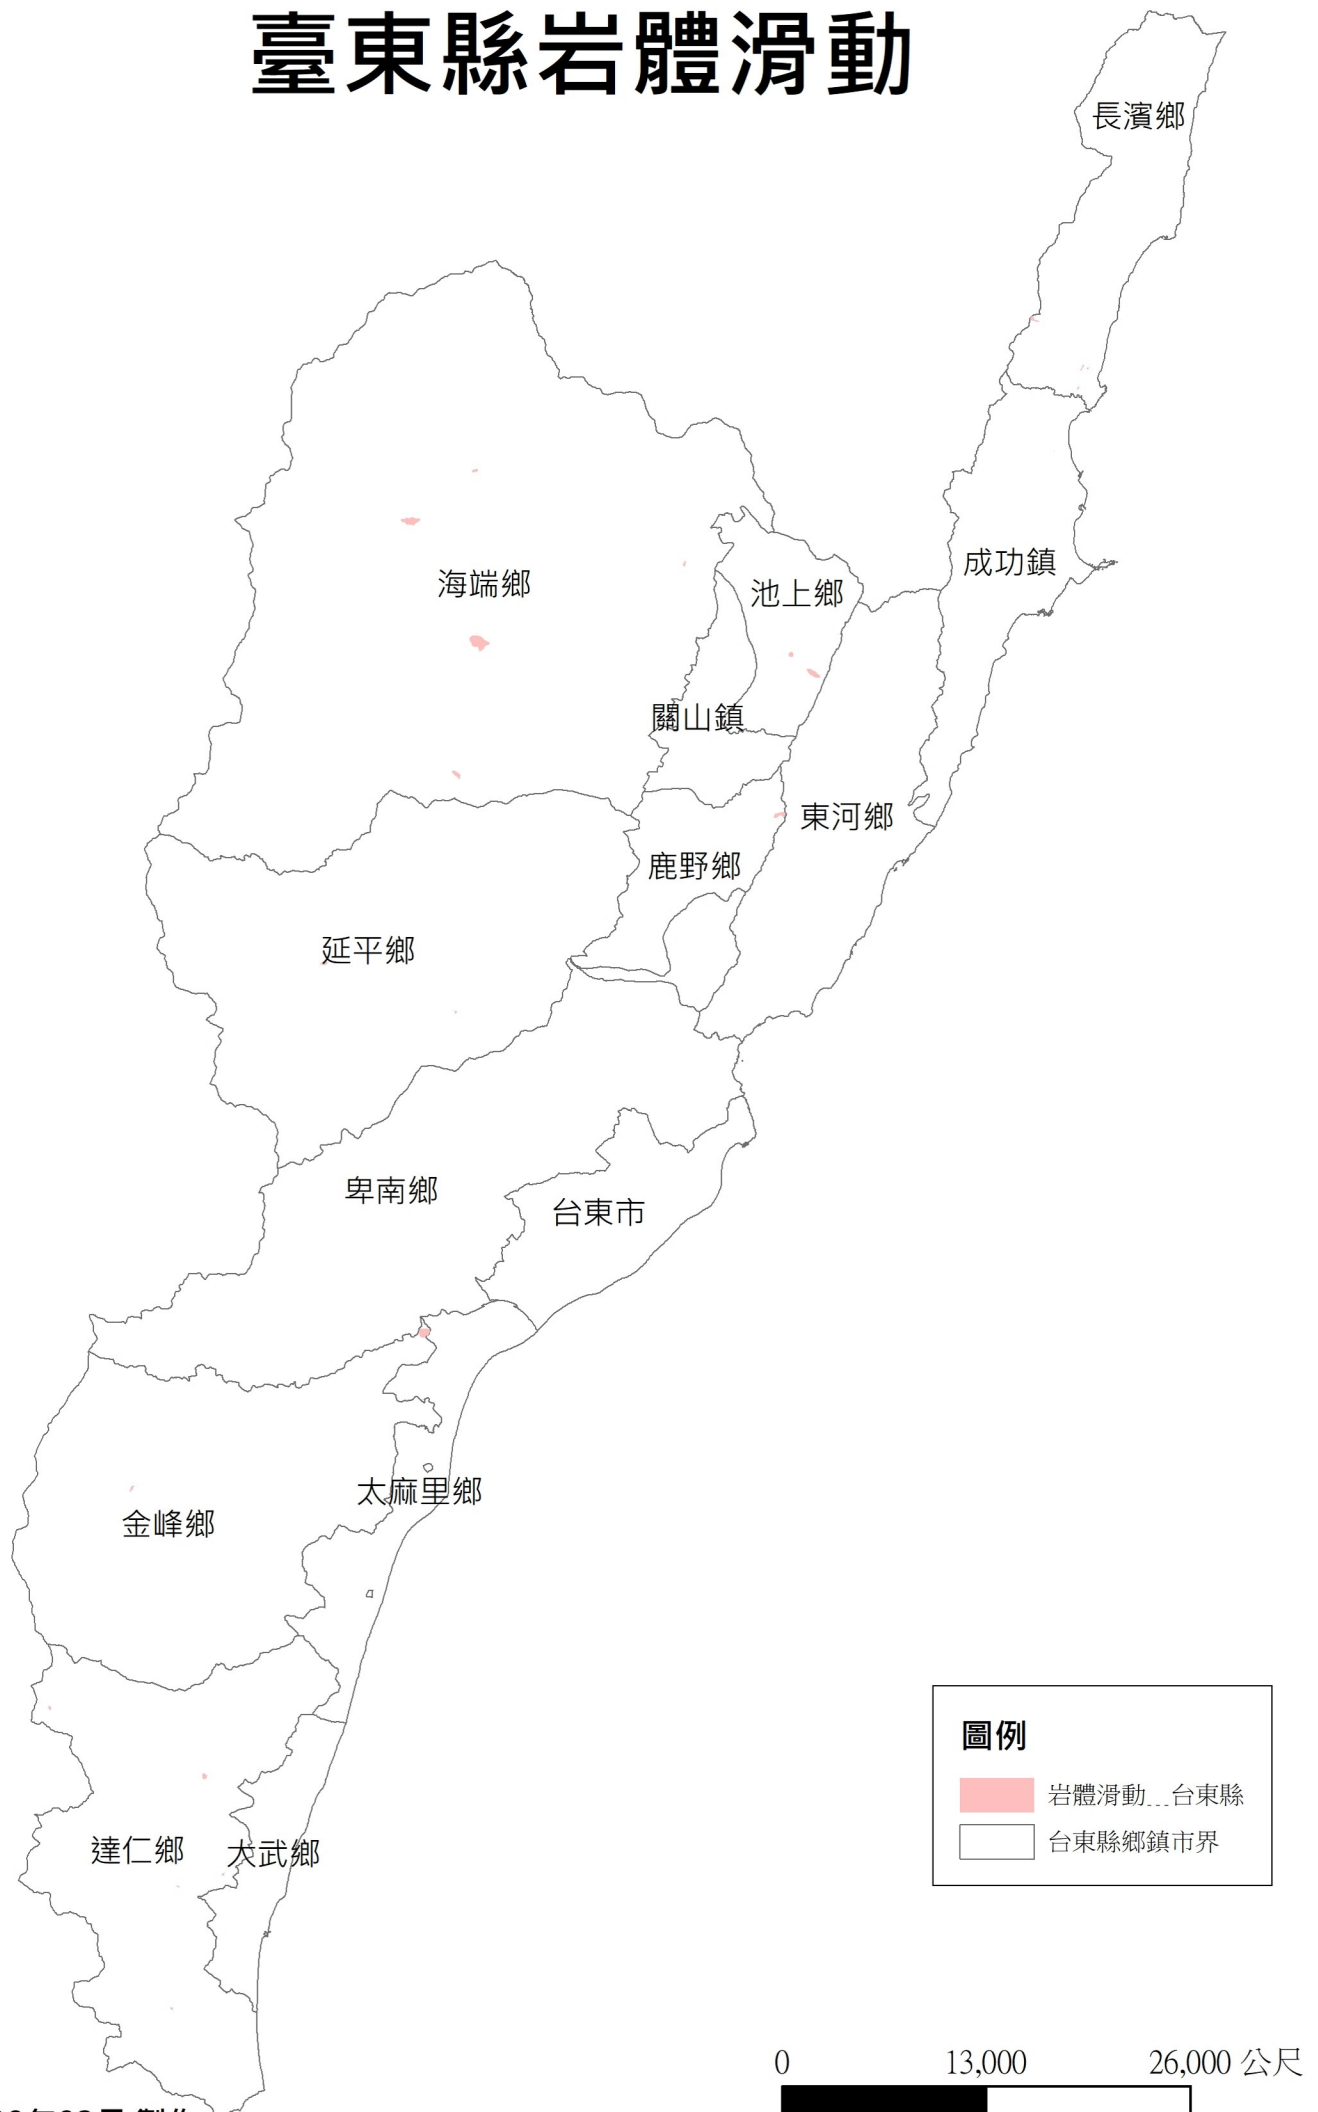 臺東縣岩體滑動
長濱鄉
成功鎮
海端鄉
池上鄉
關山鎮
東河鄉
鹿野鄉
延平鄉
卑南鄉
台東市
太麻里鄉
金峰鄉
達仁鄉
大武鄉
圖例
岩體滑動__台東縣
台東縣鄉鎮市界
0 13,000 26,000 公尺